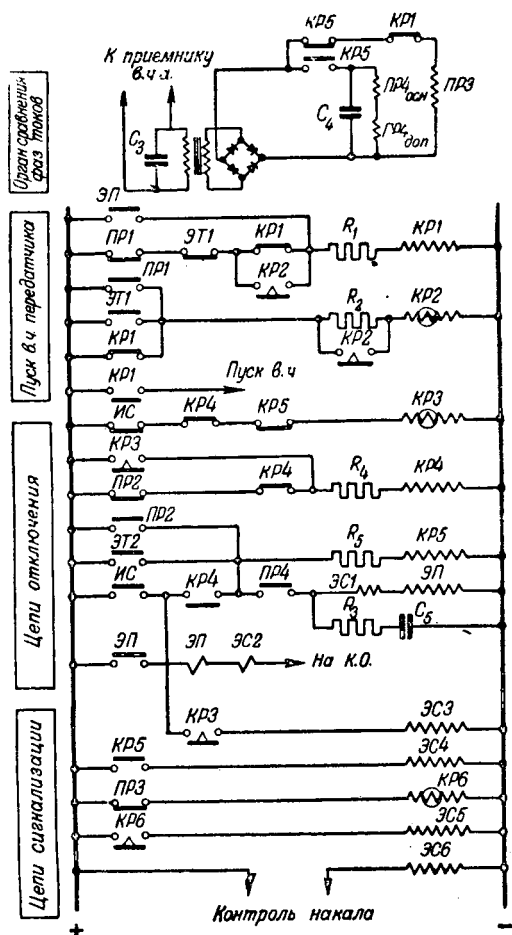 КР5
КР1
К приемнику
в.ч.а.
КР5
ПР4осн
ПР3
C3
C4
ПР4доп
Орган сравнения
фаз токов
ЭП
ПР1
ЭТ1
КР1
R1
КР1
ПР1
КР2
ЭТ1
R2
КР2
КР1
КР2
Пуск в.ч. передатчика
КР1
Пуск в.ч
ИС
КР4
КР5
КР3
КР3
КР4
R4
КР4
ПР2
ПР2
ЭТ2
R5
КР5
ИС
КР4
ПР4
ЭС1
ЭП
R3
C5
Цепи отключения
ЭП
ЭП
ЭС2
На К.О.
КР3
ЭС3
КР5
ЭС4
ПР3
КР6
КР6
ЭС5
ЭС6
Цепи сигнализации
Контроль накала
+
−